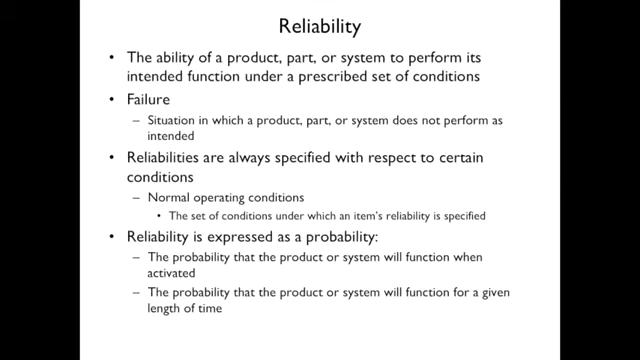 Reliability
• The ability of a product, part, or system to perform its
intended function under a prescribed set of conditions
• Failure
– Situation in which a product, part, or system does not perform as
intended
• Reliabilities are always specified with respect to certain
conditions
– Normal operating conditions
• The set of conditions under which an item's reliability is specified
• Reliability is expressed as a probability:
– The probability that the product or system will function when
activated
– The probability that the product or system will function for a given
length of time